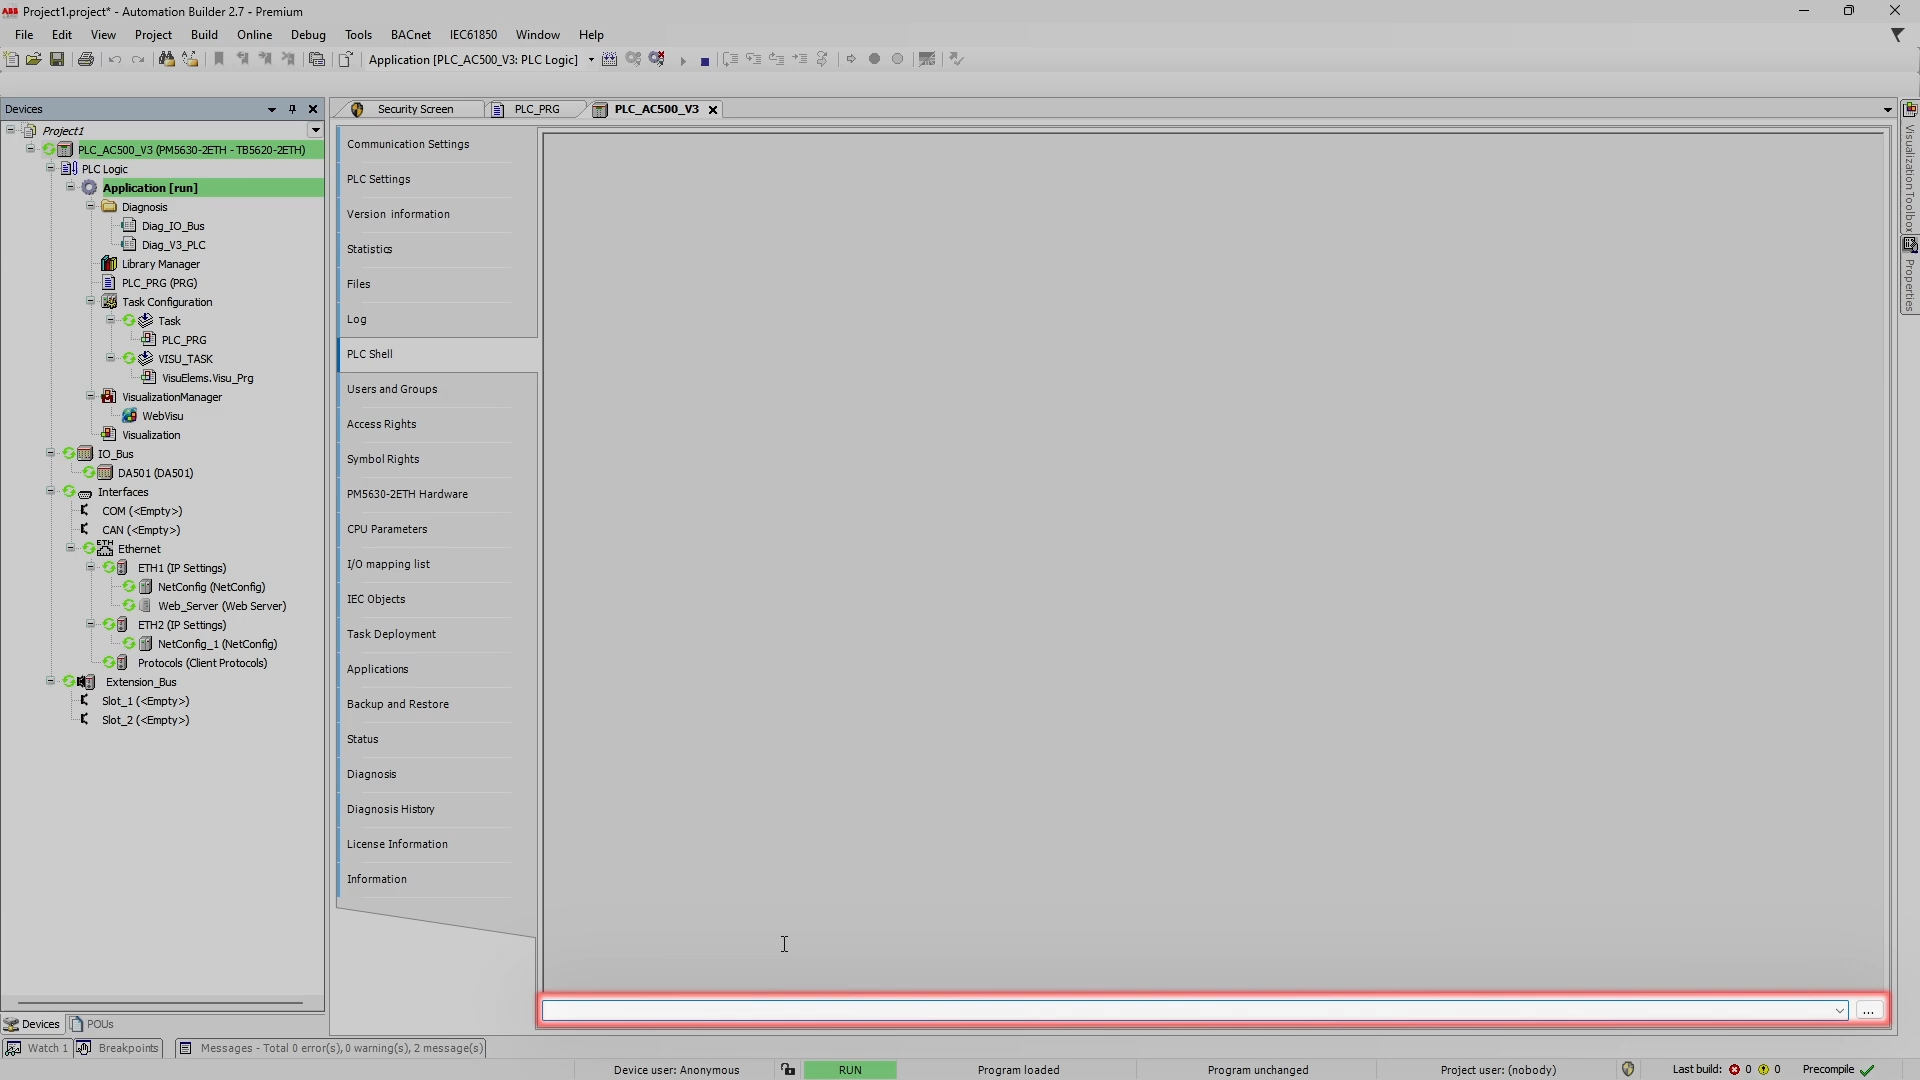 ABB Project1.project* - Automation Builder 2.7 - Premium
File Edit View Project Build Online Debug Tools BACnet IEC61850 Window Help
Application [PLC_AC500_V3: PLC Logic]
Devices
Security Screen PLC_PRG PLC_AC500_V3
Project1
PLC_AC500_V3 (PM5630-2ETH - TB5620-2ETH)
PLC Logic
Application [run]
Diagnosis
Diag_IO_Bus
Diag_V3_PLC
Library Manager
PLC_PRG (PRG)
Task Configuration
Task
PLC_PRG
VISU_TASK
VisuElems.Visu_Prg
VisualizationManager
WebVisu
Visualization
IO_Bus
DA501 (DA501)
Interfaces
COM (<Empty>)
CAN (<Empty>)
ETH
Ethernet
ETH1 (IP Settings)
NetConfig (NetConfig)
Web_Server (Web Server)
ETH2 (IP Settings)
NetConfig_1 (NetConfig)
Protocols (Client Protocols)
Extension_Bus
Slot_1 (<Empty>)
Slot_2 (<Empty>)
Communication Settings
PLC Settings
Version information
Statistics
Files
Log
PLC Shell
Users and Groups
Access Rights
Symbol Rights
PM5630-2ETH Hardware
CPU Parameters
I/O mapping list
IEC Objects
Task Deployment
Applications
Backup and Restore
Status
Diagnosis
Diagnosis History
License Information
Information
...
Visualization Toolbox
Properties
Devices POUs
Watch 1 Breakpoints Messages - Total 0 error(s), 0 warning(s), 2 message(s)
Device user: Anonymous RUN Program loaded Program unchanged Project user: (nobody) Last build: 0 0 Precompile